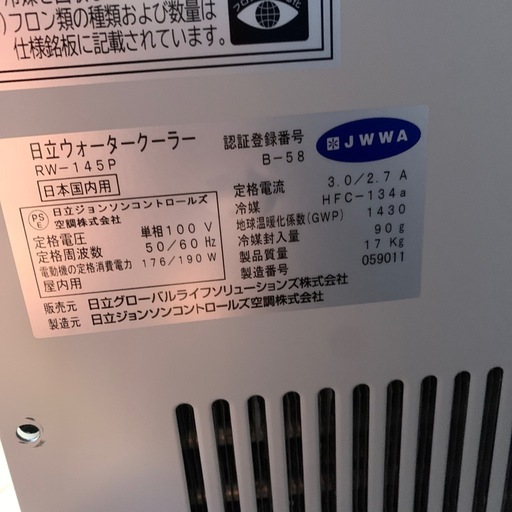 フロン類の種類および数量は
仕様銘板に記載されています。
日立ウォータークーラー
RW-145P
日本国内用
PSE 日立ジョンソンコントロールズ
空調株式会社
定格電圧 単相100 V
定格周波数 50/60 Hz
電動機の定格消費電力 176/190 W
屋内用
認証登録番号
B-58
JWWA
定格電流 3.0/2.7 A
冷媒 HFC-134a
地球温暖化係数(GWP) 1430
冷媒封入量 90g
製品質量 17 Kg
製造番号 059011
販売元 日立グローバルライフソリューションズ株式会社
製造元 日立ジョンソンコントロールズ空調株式会社